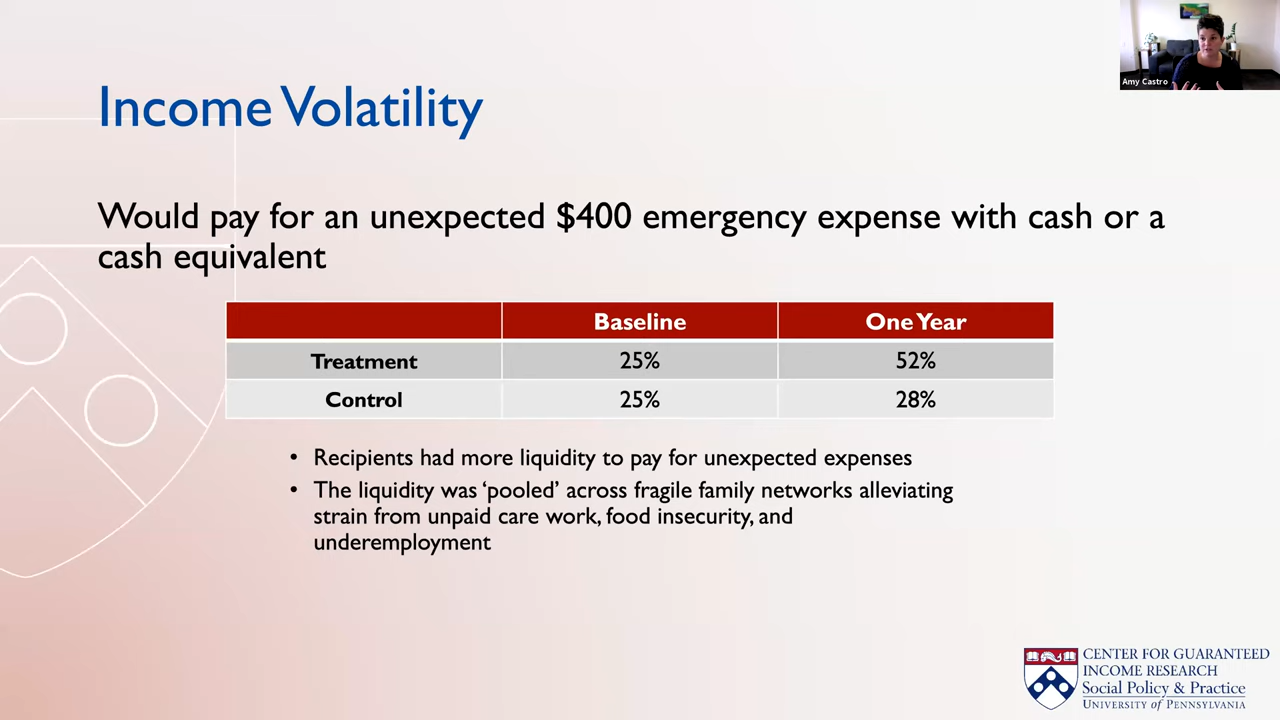 Amy Castro
Income Volatility
Would pay for an unexpected $400 emergency expense with cash or a
cash equivalent
Baseline One Year
Treatment 25% 52%
Control 25% 28%
• Recipients had more liquidity to pay for unexpected expenses
• The liquidity was ‘pooled’ across fragile family networks alleviating
strain from unpaid care work, food insecurity, and
underemployment
CENTER FOR GUARANTEED
INCOME RESEARCH
Social Policy & Practice
UNIVERSITY of PENNSYLVANIA